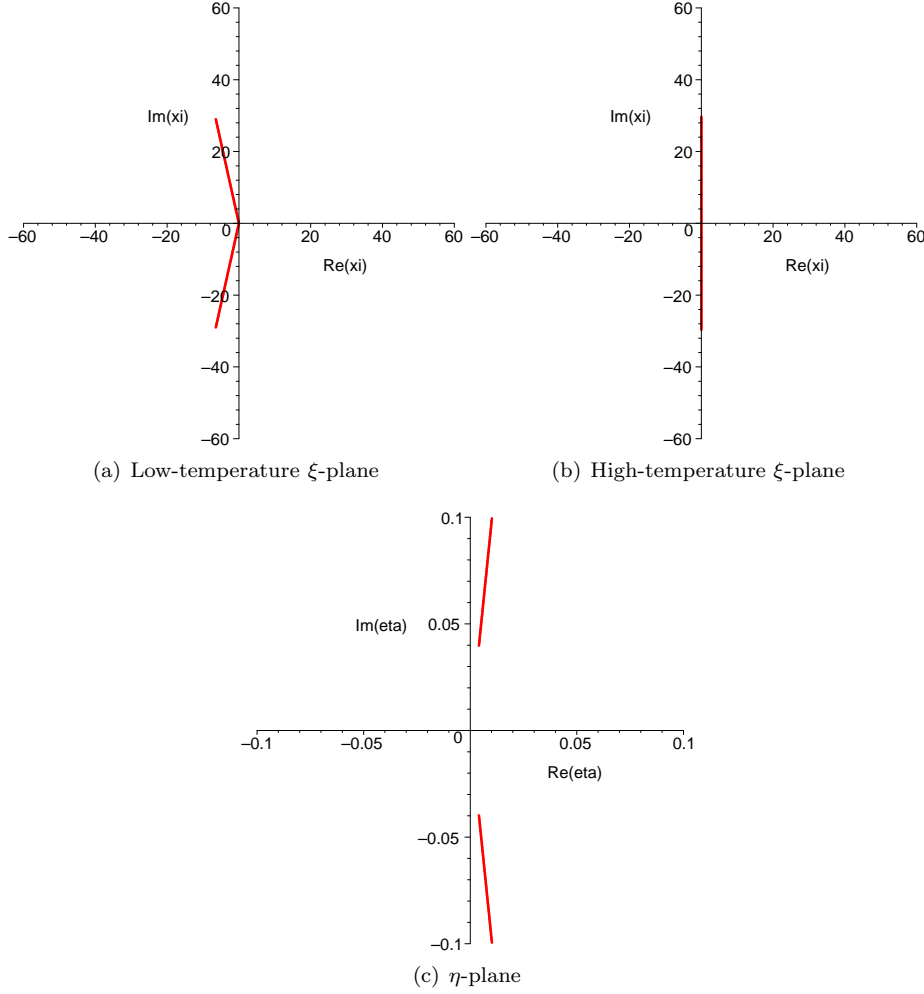 60
40
Im(xi)
20
−60 −40 −20 0 20 40 60
Re(xi)
−20
−40
−60
(a) Low-temperature ξ-plane
60
40
Im(xi)
20
−60 −40 −20 0 20 40 60
Re(xi)
−20
−40
−60
(b) High-temperature ξ-plane
0.1
Im(eta) 0.05
−0.1 −0.05 0 0.05 0.1
Re(eta)
−0.05
−0.1
(c) η-plane